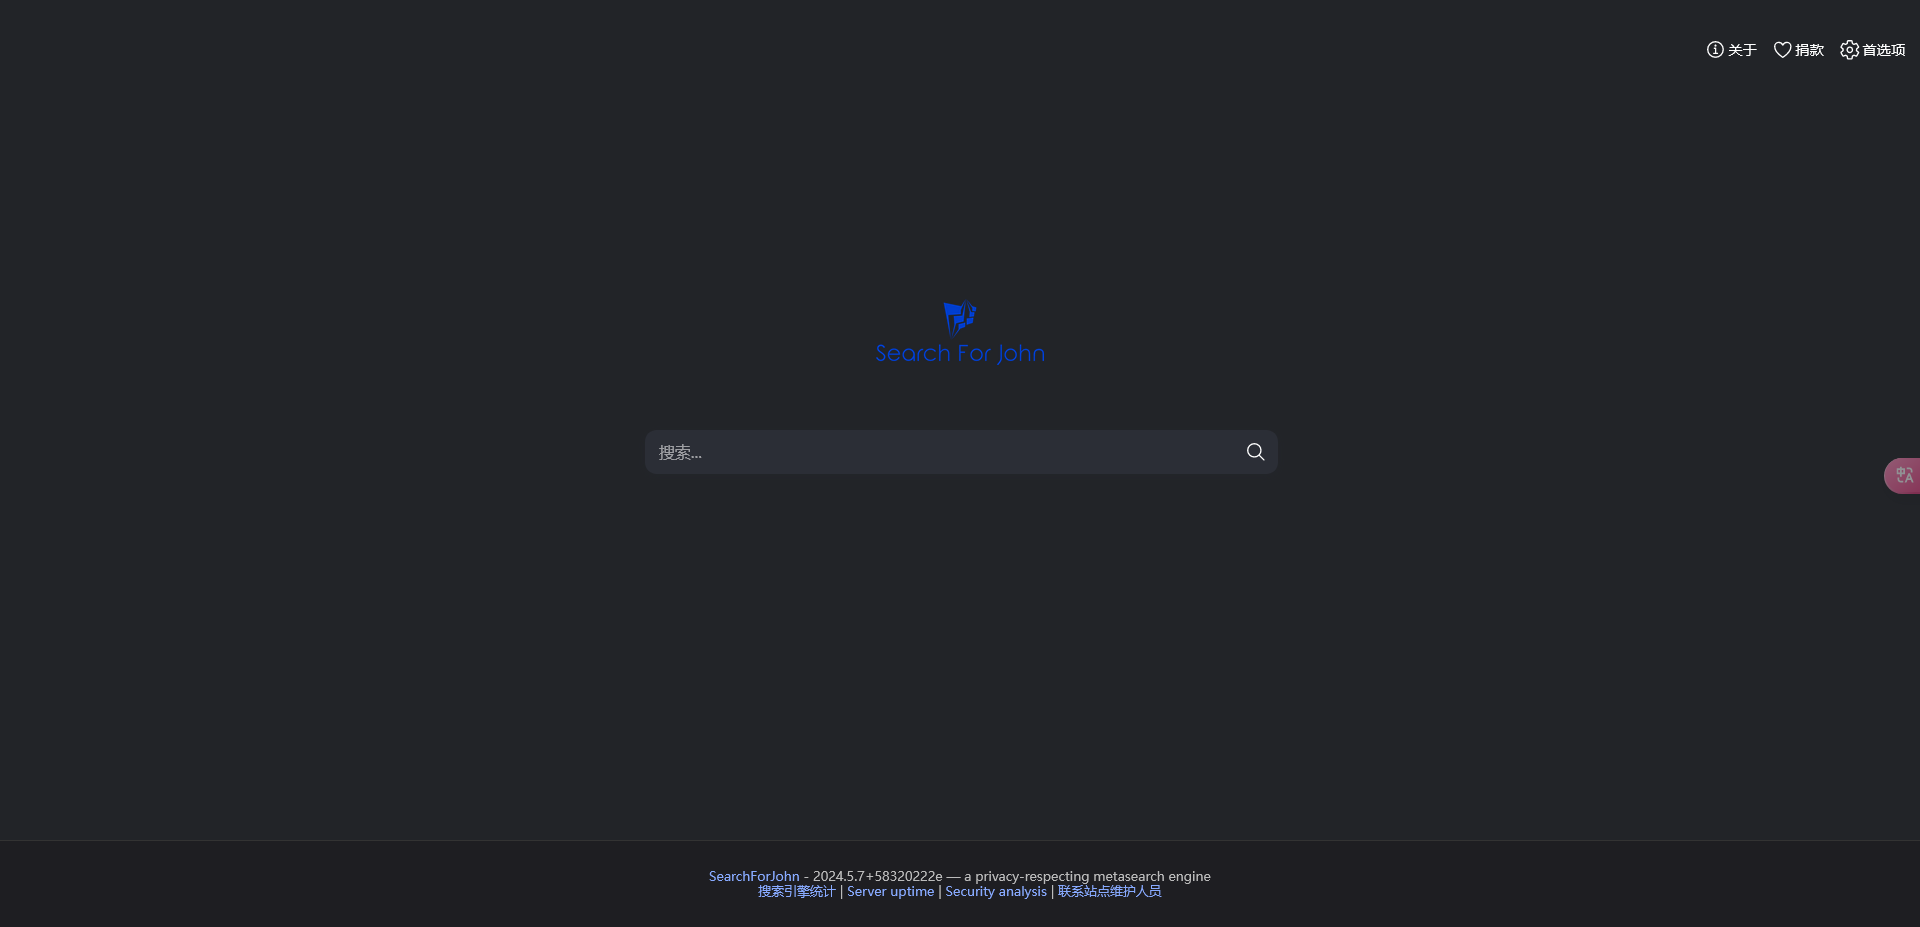 关于 捐款 首选项
Search For John
搜索...
中A
SearchForJohn - 2024.5.7+58320222e — a privacy-respecting metasearch engine
搜索引擎统计 | Server uptime | Security analysis | 联系站点维护人员